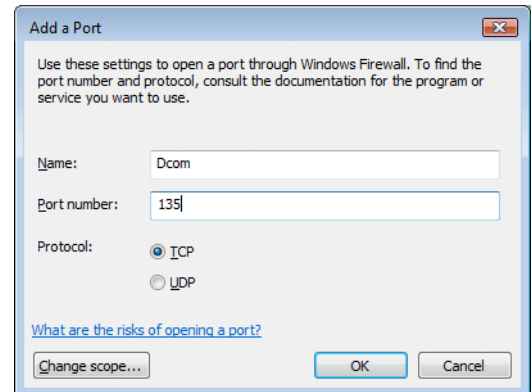 Add a Port
Use these settings to open a port through Windows Firewall. To find the
port number and protocol, consult the documentation for the program or
service you want to use.
Name: Dcom
Port number: 135
Protocol: TCP
UDP
What are the risks of opening a port?
Change scope... OK Cancel